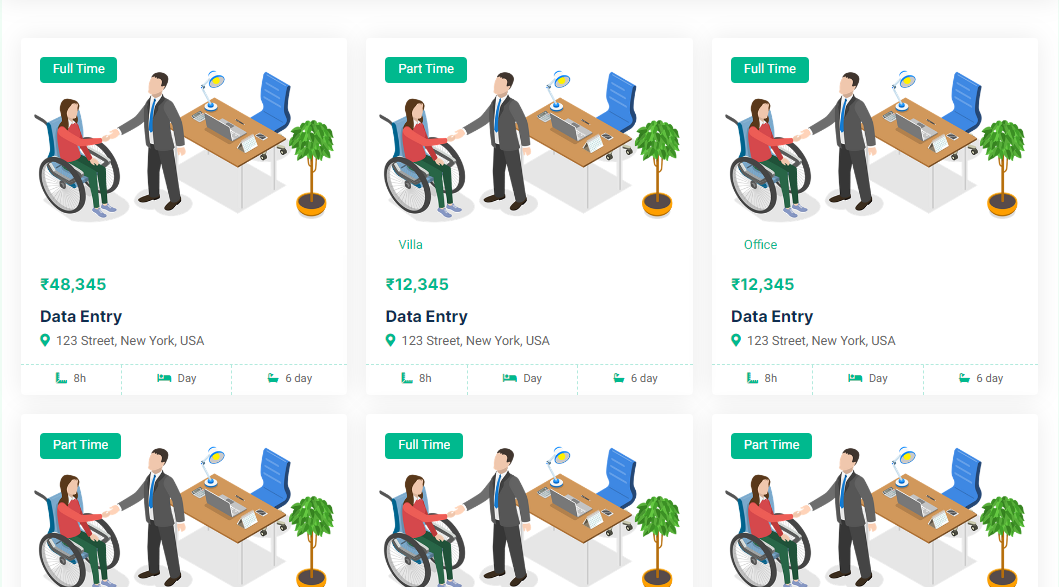 Full Time
Part Time
Full Time
Villa
Office
₹48,345
₹12,345
₹12,345
Data Entry
Data Entry
Data Entry
123 Street, New York, USA
123 Street, New York, USA
123 Street, New York, USA
8h Day 6 day
8h Day 6 day
8h Day 6 day
Part Time
Full Time
Part Time